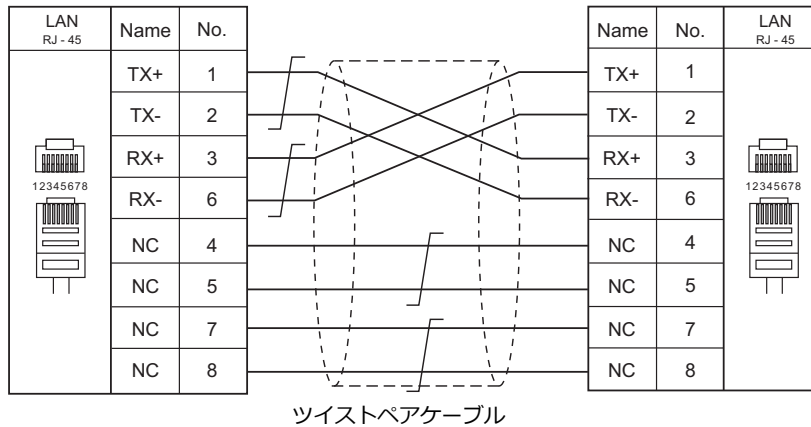 LAN RJ - 45 Name No. Name No. LAN RJ - 45
TX+ 1 TX+ 1
TX- 2 TX- 2
RX+ 3 RX+ 3
12345678 RX- 6 RX- 6 12345678
NC 4 NC 4
NC 5 NC 5
NC 7 NC 7
NC 8 NC 8
ツイストペアケーブル